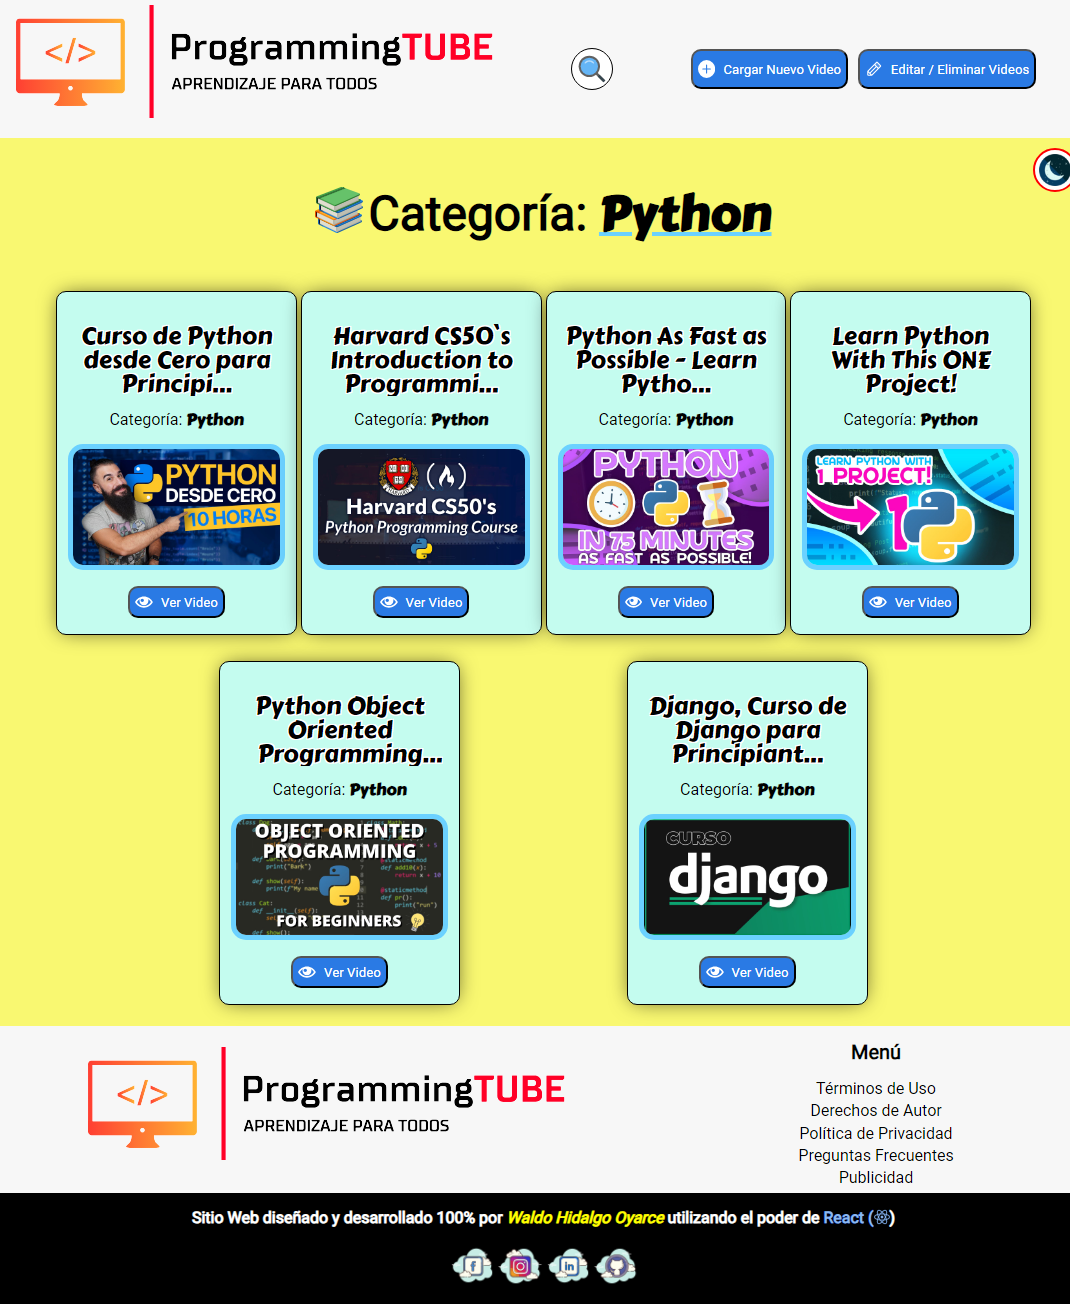 </>
ProgrammingTUBE
APRENDIZAJE PARA TODOS
Cargar Nuevo Video
Editar / Eliminar Videos
Categoría: Python
Curso de Python
desde Cero para
Principi...
Categoría: Python
PYTHON
DESDE CERO
10 HORAS
Ver Video
Harvard CS50`s
Introduction to
Programmi...
Categoría: Python
Harvard CS50's
Python Programming Course
Ver Video
Python As Fast as
Possible - Learn
Pytho...
Categoría: Python
PYTHON
IN 75 MINUTES
AS FAST AS POSSIBLE!
Ver Video
Learn Python
With This ONE
Project!
Categoría: Python
LEARN PYTHON WITH
1 PROJECT!
1
Ver Video
Python Object
Oriented
Programming...
Categoría: Python
OBJECT ORIENTED
PROGRAMMING
FOR BEGINNERS
Ver Video
Django, Curso de
Django para
Principiant...
Categoría: Python
CURSO
django
Ver Video
</>
ProgrammingTUBE
APRENDIZAJE PARA TODOS
Menú
Términos de Uso
Derechos de Autor
Política de Privacidad
Preguntas Frecuentes
Publicidad
Sitio Web diseñado y desarrollado 100% por Waldo Hidalgo Oyarce utilizando el poder de React ()